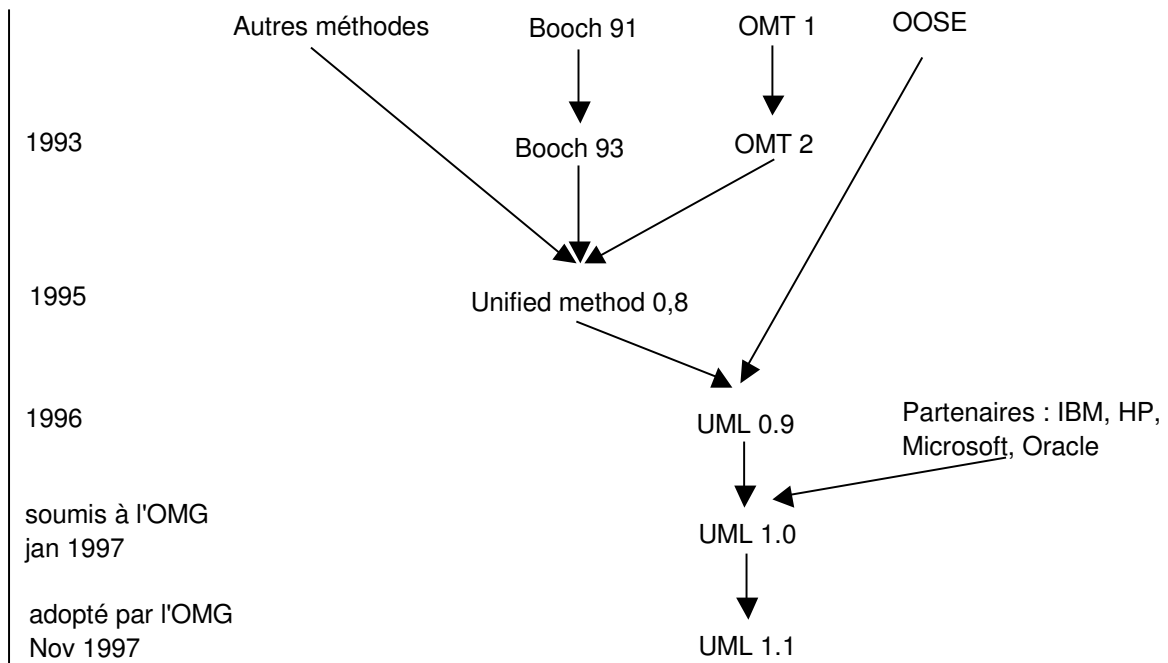 Autres méthodes
Booch 91
OMT 1
OOSE
1993
Booch 93
OMT 2
1995
Unified method 0,8
1996
UML 0.9
Partenaires : IBM, HP,
Microsoft, Oracle
soumis à l'OMG
jan 1997
UML 1.0
adopté par l'OMG
Nov 1997
UML 1.1